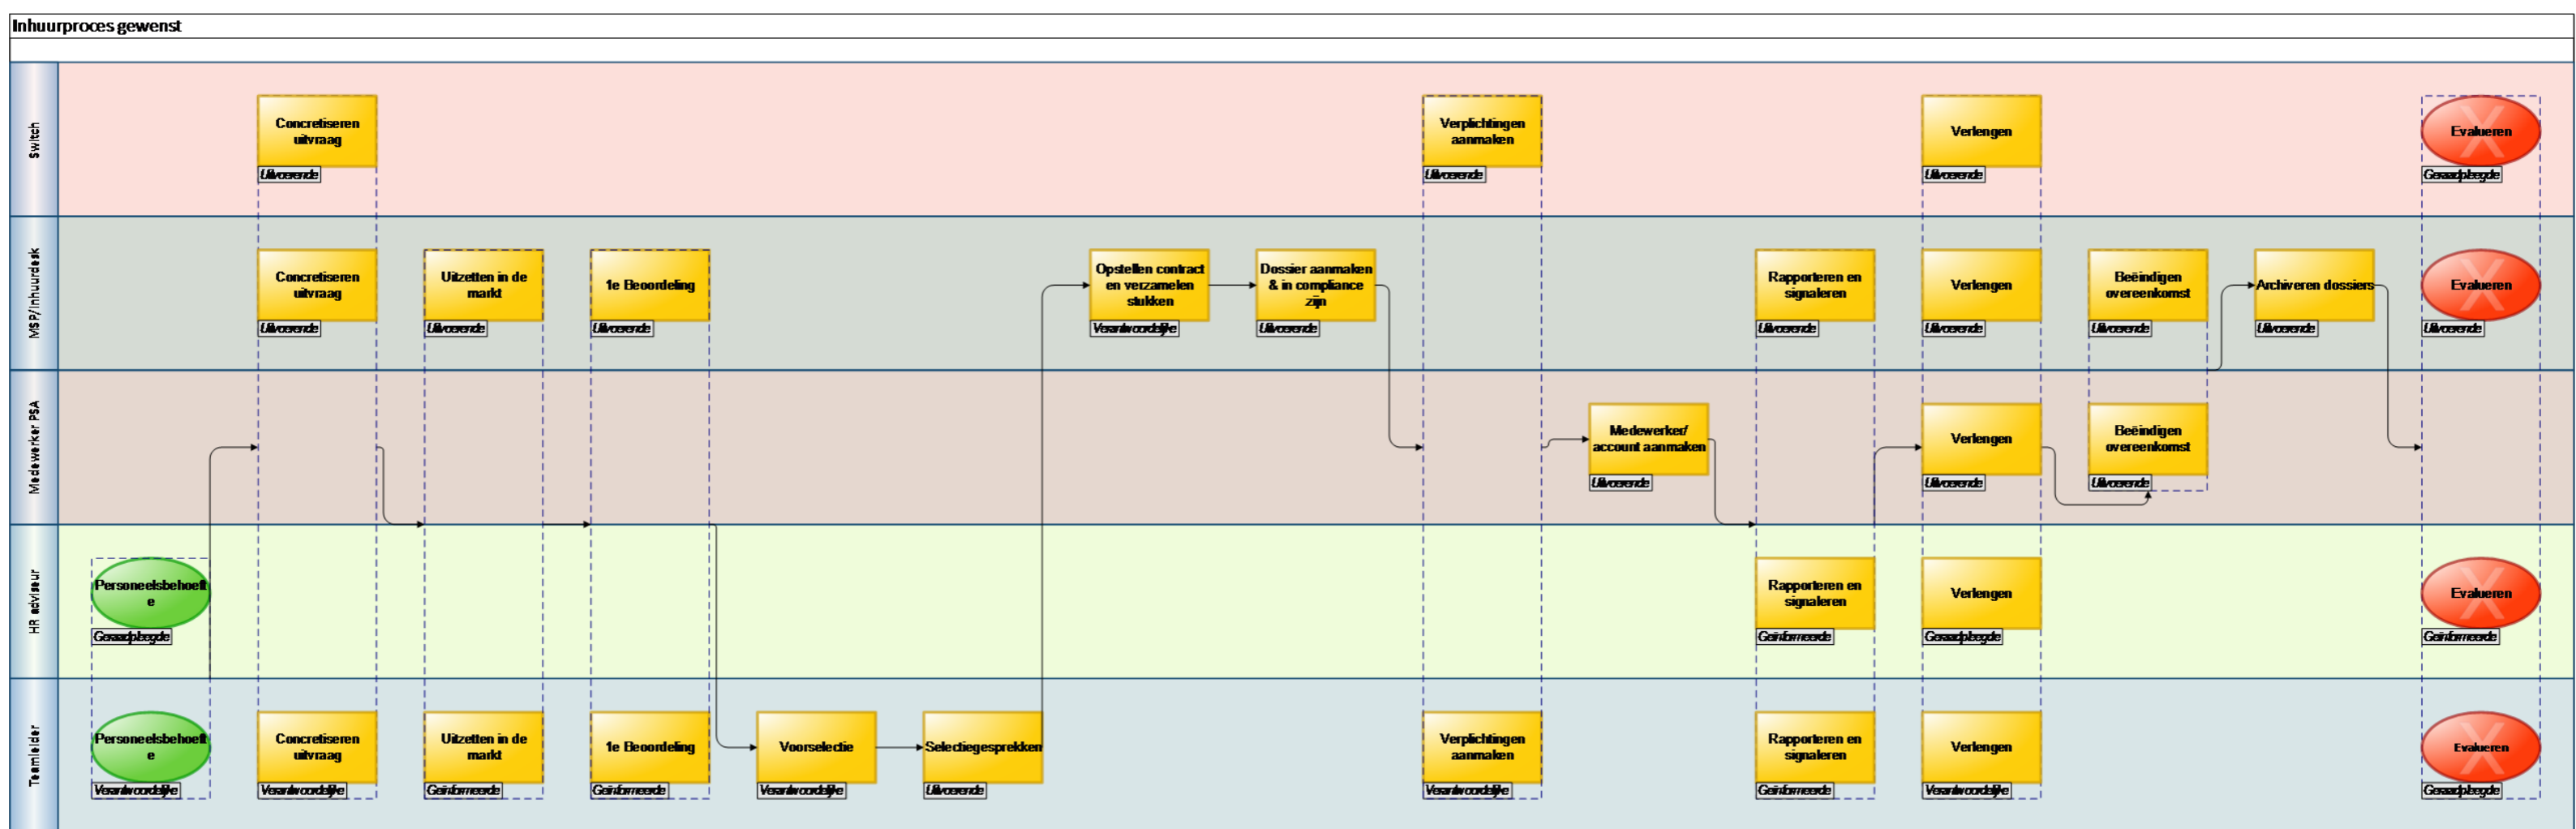 Inhuurproces gewenst
Switch
Concretiseren
uitvraag
Uitvoerende
Verplichtingen
aanmaken
Uitvoerende
Verlengen
Uitvoerende
Evalueren
Geraadpleegde
MSP/Inhuurdesk
Concretiseren
uitvraag
Uitvoerende
Uitzetten in de
markt
Uitvoerende
1e Beoordeling
Uitvoerende
Opstellen contract
en verzamelen
stukken
Verantwoordelijke
Dossier aanmaken
& in compliance
zijn
Uitvoerende
Rapporteren en
signaleren
Uitvoerende
Verlengen
Uitvoerende
Beëindigen
overeenkomst
Uitvoerende
Archiveren dossiers
Uitvoerende
Evalueren
Uitvoerende
Medewerker PSA
Medewerker/
account aanmaken
Uitvoerende
Verlengen
Uitvoerende
Beëindigen
overeenkomst
Uitvoerende
HR adviseur
Personeelsbehoeft
e
Geraadpleegde
Rapporteren en
signaleren
Geïnformeerde
Verlengen
Geraadpleegde
Evalueren
Geïnformeerde
Teamleider
Personeelsbehoeft
e
Verantwoordelijke
Concretiseren
uitvraag
Verantwoordelijke
Uitzetten in de
markt
Geïnformeerde
1e Beoordeling
Geïnformeerde
Voorselectie
Verantwoordelijke
Selectiegesprekken
Uitvoerende
Verplichtingen
aanmaken
Verantwoordelijke
Rapporteren en
signaleren
Geïnformeerde
Verlengen
Verantwoordelijke
Evalueren
Geraadpleegde